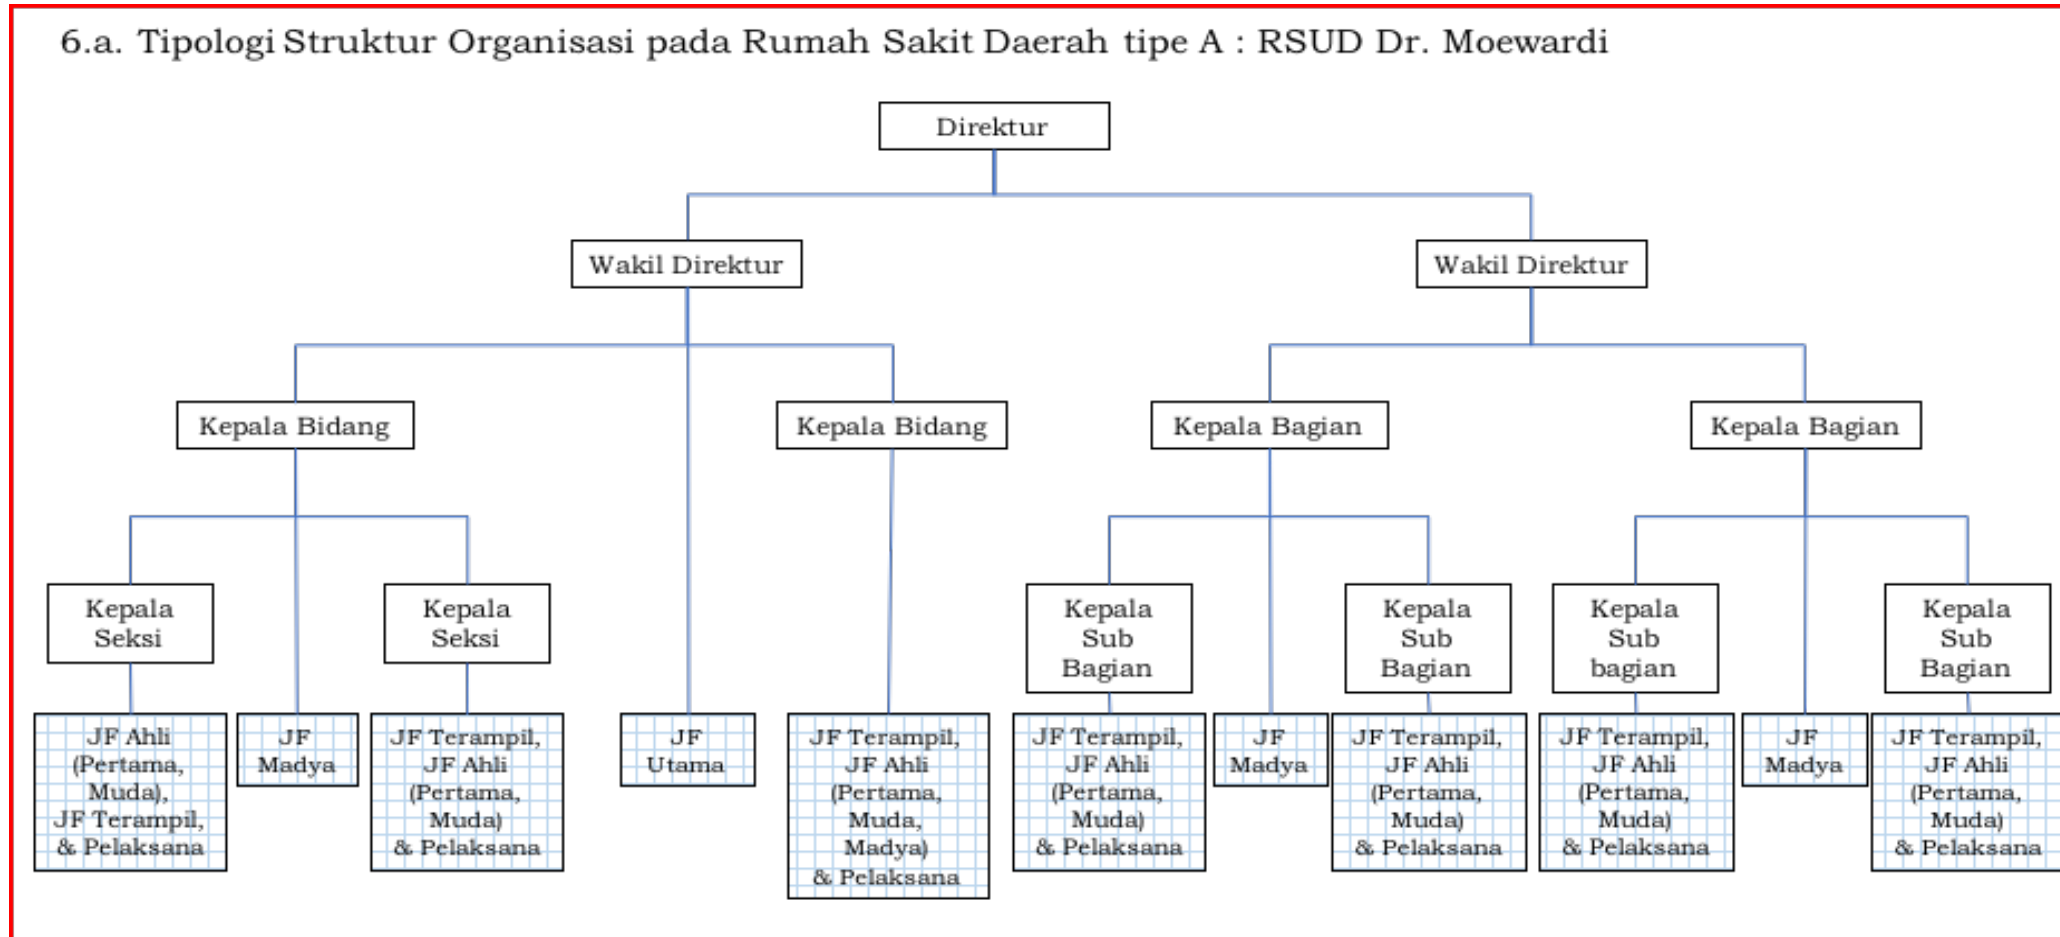 6.a. Tipologi Struktur Organisasi pada Rumah Sakit Daerah tipe A : RSUD Dr. Moewardi
Direktur
Wakil Direktur
Wakil Direktur
Kepala Bidang
Kepala Bidang
Kepala Bagian
Kepala Bagian
Kepala
Seksi
Kepala
Seksi
Kepala
Sub
Bagian
Kepala
Sub
Bagian
Kepala
Sub
bagian
Kepala
Sub
Bagian
JF Ahli
(Pertama,
Muda),
JF Terampil,
& Pelaksana
JF
Madya
JF Terampil,
JF Ahli
(Pertama,
Muda)
& Pelaksana
JF
Utama
JF Terampil,
JF Ahli
(Pertama,
Muda,
Madya)
& Pelaksana
JF Terampil,
JF Ahli
(Pertama,
Muda)
& Pelaksana
JF
Madya
JF Terampil,
JF Ahli
(Pertama,
Muda)
& Pelaksana
JF Terampil,
JF Ahli
(Pertama,
Muda)
& Pelaksana
JF
Madya
JF Terampil,
JF Ahli
(Pertama,
Muda)
& Pelaksana